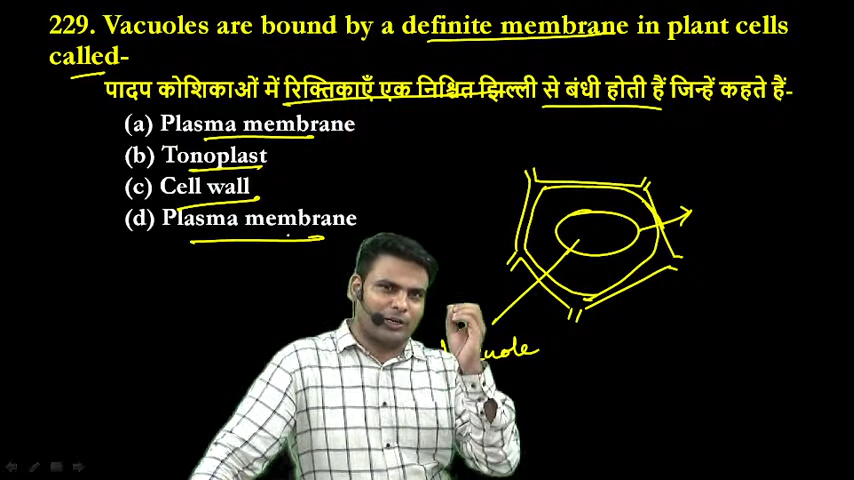 229. Vacuoles are bound by a definite membrane in plant cells
called-
पादप कोशिकाओं में रिक्तिकाएँ एक निश्चित झिल्ली से बंधी होती हैं जिन्हें कहते हैं-
(a) Plasma membrane
(b) Tonoplast
(c) Cell wall
(d) Plasma membrane